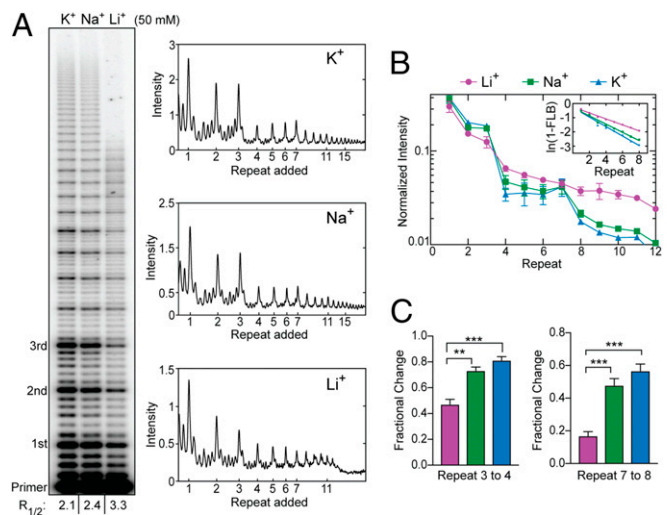 A
K+ Na+ Li+ (50 mM)
3rd
2nd
1st
Primer
R1/2: 2.1 2.4 3.3
K+
Intensity
3
2
1
0
1 2 3 4 5 6 7 11 15
Repeat added
Na+
Intensity
2.5
2
1.5
1
0.5
0
1 2 3 4 5 6 7 11 15
Repeat added
Li+
Intensity
1.5
1
0.5
0
1 2 3 4 5 6 7 11
Repeat added
B
Li+ Na+ K+
Normalized Intensity
0.1
0.01
0 2 4 6 8 10 12
Repeat
ln(1-FLB)
0
-1
-2
-3
2 4 6 8
Repeat
C
Fractional Change
1.0
0.8
0.6
0.4
0.2
0.0
***
**
Repeat 3 to 4
Fractional Change
1.0
0.8
0.6
0.4
0.2
0.0
***
***
Repeat 7 to 8